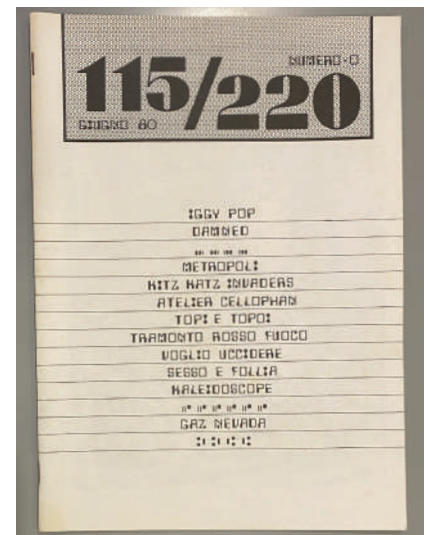 NUMERO-0
115/220
GIUGNO 80
IGGY POP
DAMNED
METROPOLI
KITZ KATZ INVADERS
ATELIER CELLOPHAN
TOPI E TOPOI
TRAMONTO ROSSO FUOCO
VOGLIO UCCIDERE
SESSO E FOLLIA
KALEIDOSCOPE
GAZ NEVADA